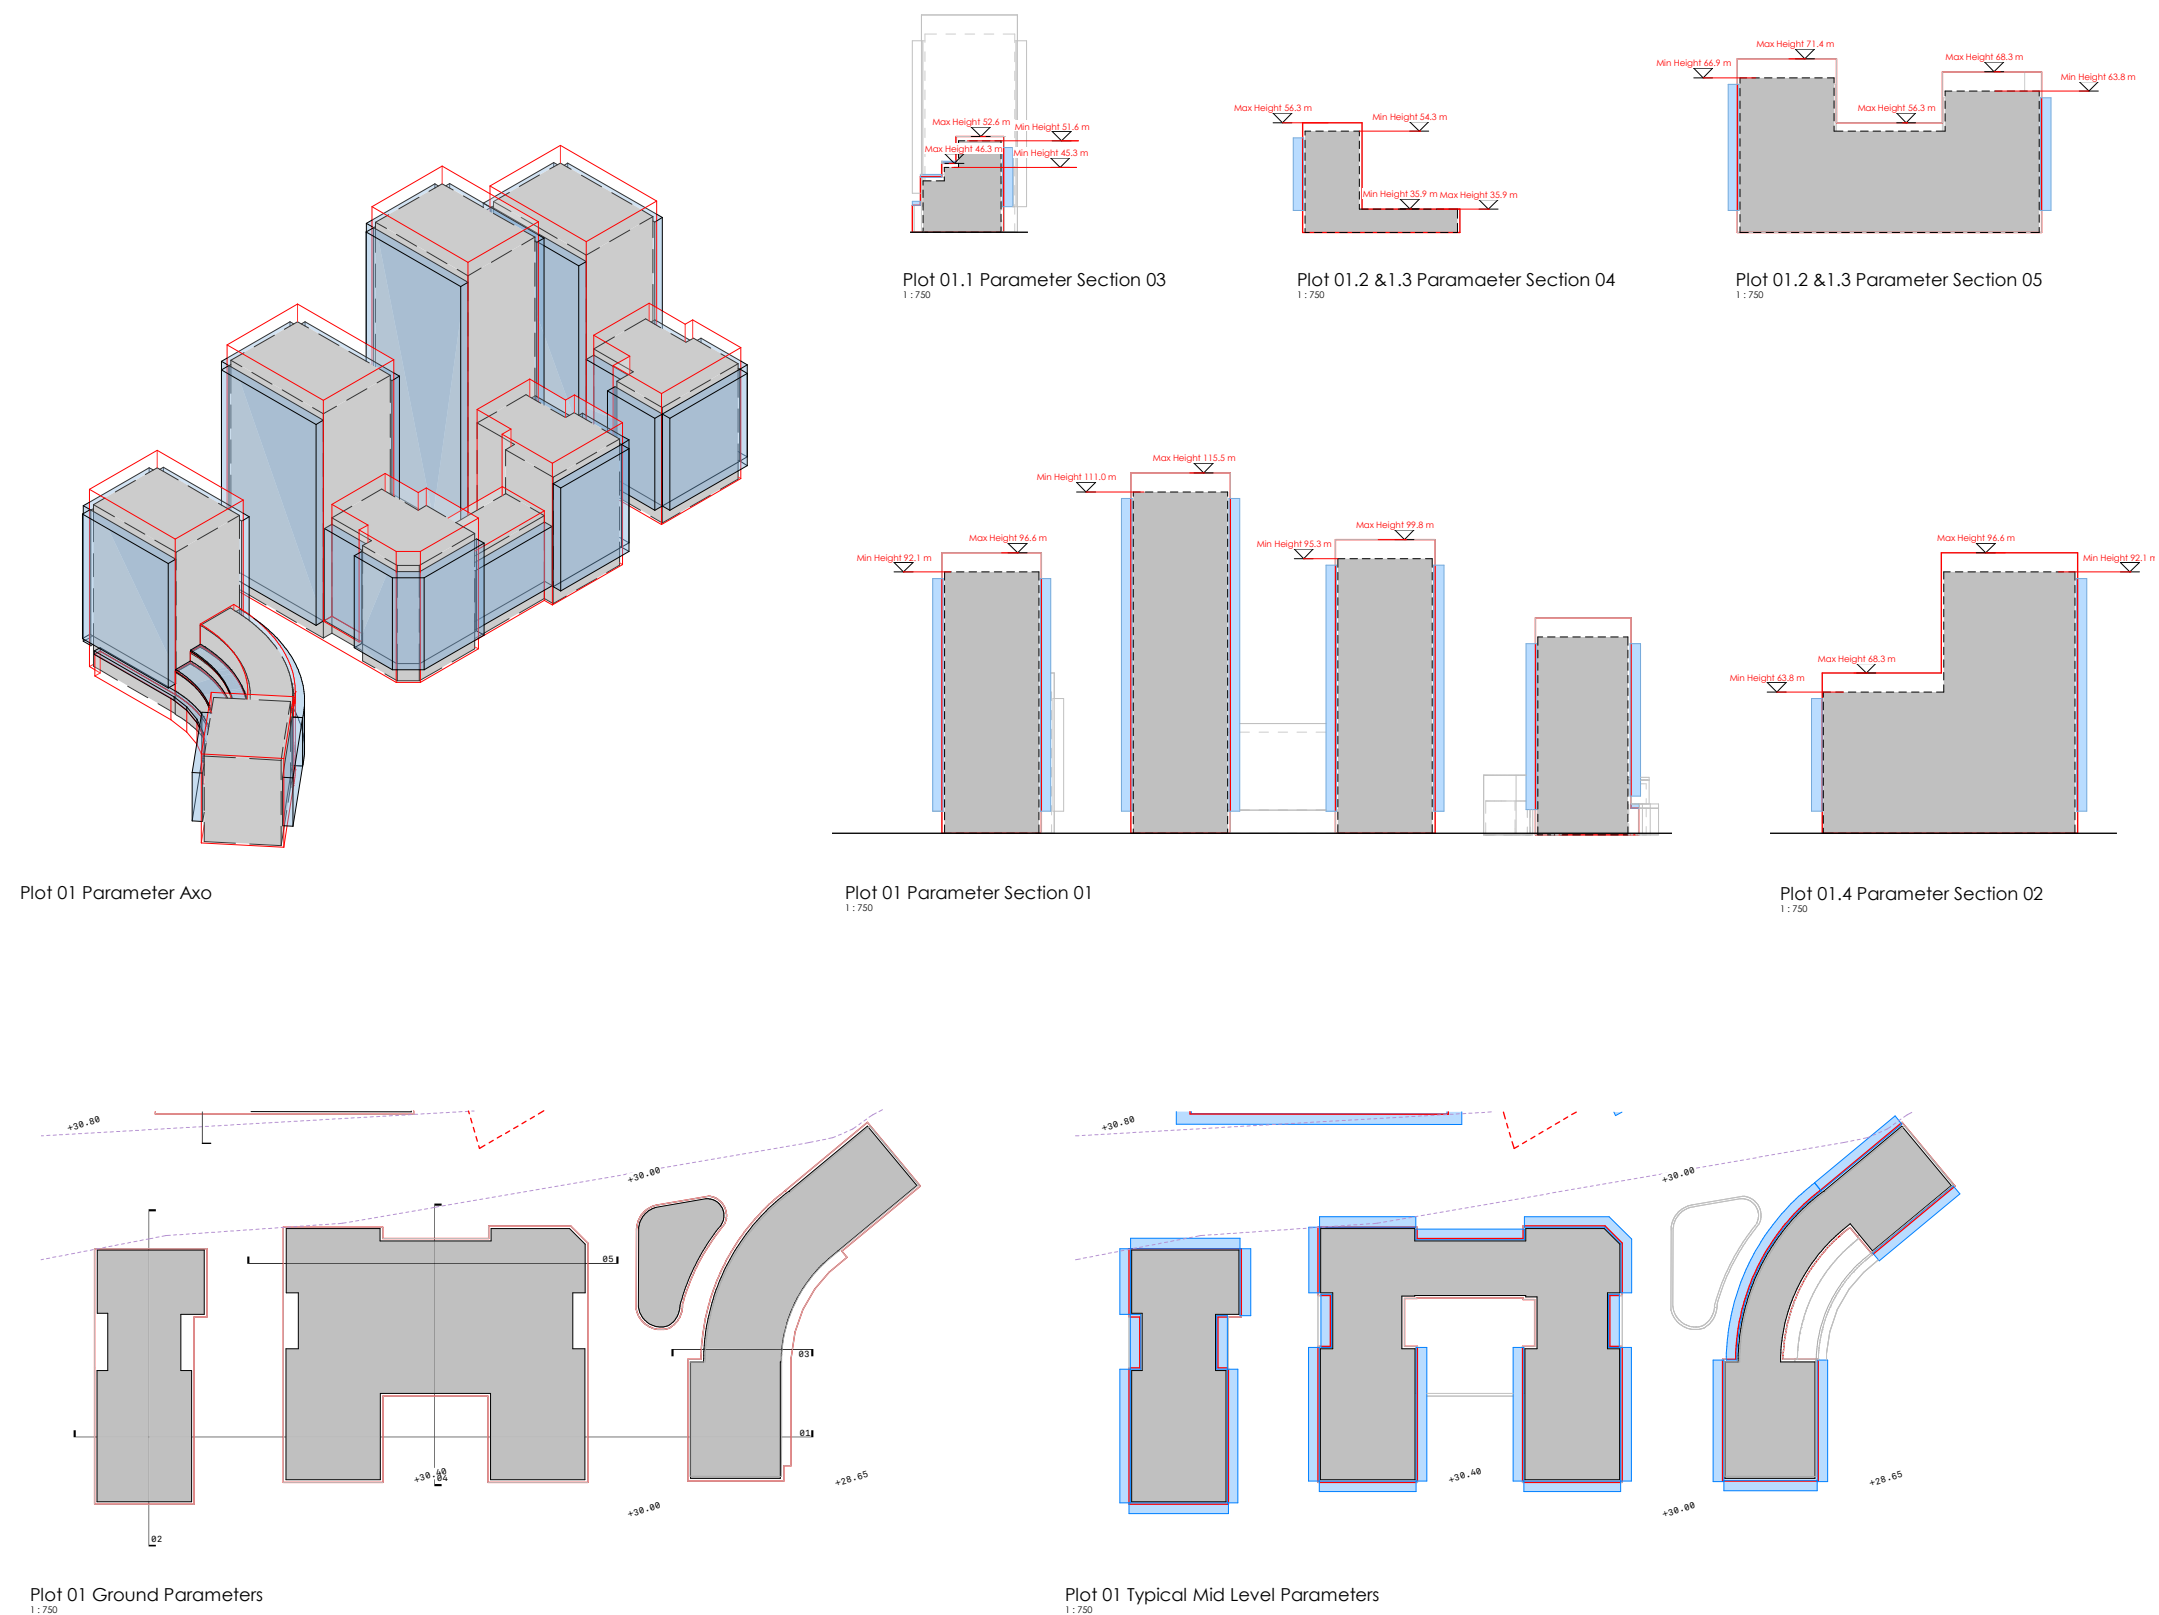 Max Height 52.6 m
Min Height 51.6 m
Max Height 46.3 m
Min Height 45.3 m
Plot 01.1 Parameter Section 03
1 : 750
Max Height 56.3 m
Min Height 54.3 m
Min Height 35.9 m
Max Height 35.9 m
Plot 01.2 &1.3 Paramaeter Section 04
1 : 750
Max Height 71.4 m
Min Height 66.9 m
Max Height 68.3 m
Min Height 63.8 m
Max Height 56.3 m
Plot 01.2 &1.3 Parameter Section 05
1 : 750
Plot 01 Parameter Axo
Min Height 92.1 m
Max Height 96.6 m
Min Height 111.0 m
Max Height 115.5 m
Min Height 95.3 m
Max Height 99.8 m
Plot 01 Parameter Section 01
1 : 750
Max Height 96.6 m
Min Height 92.1 m
Max Height 68.3 m
Min Height 63.8 m
Plot 01.4 Parameter Section 02
1 : 750
+30.80
+30.00
05
03
01
+30.40
04
+28.65
+30.00
02
Plot 01 Ground Parameters
1 : 750
+30.80
+30.00
+30.40
+28.65
+30.00
Plot 01 Typical Mid Level Parameters
1 : 750